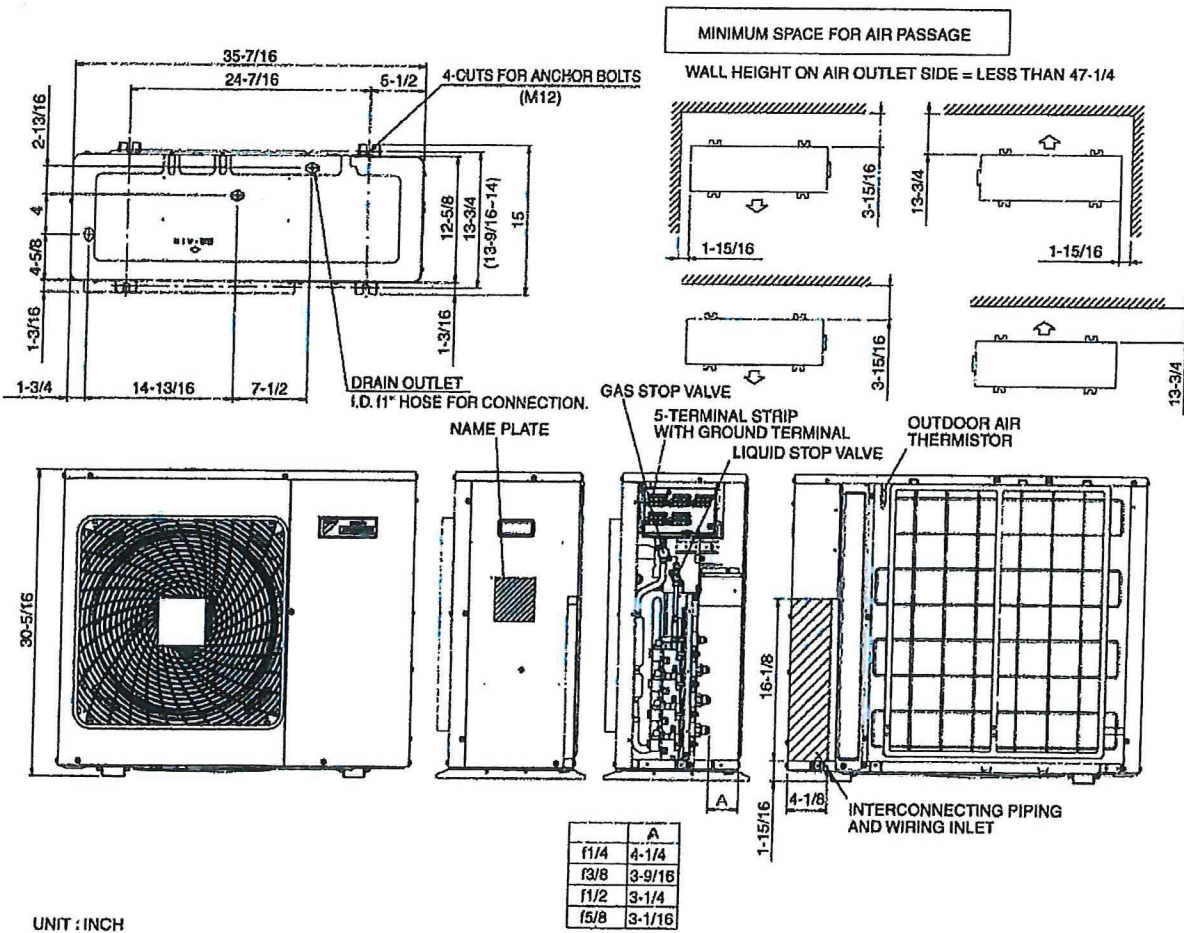 MINIMUM SPACE FOR AIR PASSAGE
WALL HEIGHT ON AIR OUTLET SIDE = LESS THAN 47-1/4
35-7/16
24-7/16
5-1/2
4-CUTS FOR ANCHOR BOLTS
(M12)
2-13/16
4
4-5/8
1-3/16
12-5/8
13-3/4
(13-9/16~14)
15
1-3/16
1-3/4
14-13/16
7-1/2
DRAIN OUTLET
I.D. f1" HOSE FOR CONNECTION.
3-15/16
1-15/16
13-3/4
1-15/16
3-15/16
13-3/4
NAME PLATE
GAS STOP VALVE
5-TERMINAL STRIP
WITH GROUND TERMINAL
LIQUID STOP VALVE
OUTDOOR AIR
THERMISTOR
30-5/16
A
16-1/8
1-15/16
4-1/8
INTERCONNECTING PIPING
AND WIRING INLET
A
f1/4 4-1/4
f3/8 3-9/16
f1/2 3-1/4
f5/8 3-1/16
UNIT : INCH